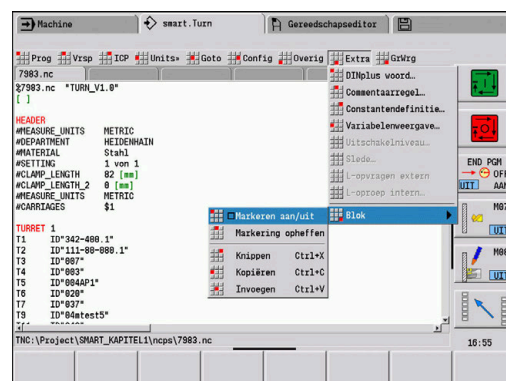 Machine
smart.Turn
Gereedschapseditor
Prog Vrsp ICP Units» Goto Config Overig Extra GrWrg
7983.nc
%7983.nc "TURN_V1.0"
[ ]
HEADER
#MEASURE_UNITS METRIC
#DEPARTMENT HEIDENHAIN
#MATERIAL Stahl
#SETTING 1 von 1
#CLAMP_LENGTH 82 [mm]
#CLAMP_LENGTH_2 0 [mm]
#MEASURE_UNITS METRIC
#CARRIAGES $1
TURRET 1
T1 ID"342-400.1"
T2 ID"111-80-080.1"
T3 ID"007"
T4 ID"003"
T5 ID"004AP1"
T6 ID"020"
T7 ID"037"
T9 ID"04mtest5"
DINplus woord…
Commentaarregel…
Constantendefinitie…
Variabelenweergave…
Uitschakelniveau…
Slede…
L-opvragen extern
L-oproep intern…
Blok
Markeren aan/uit
Markering opheffen
Knippen Ctrl+X
Kopiëren Ctrl+C
Invoegen Ctrl+V
END PGM
OFF
UIT AAN
M07
UIT
M08
UIT
TNC:\Project\SMART_KAPITEL1\ncps\7983.nc
16:55